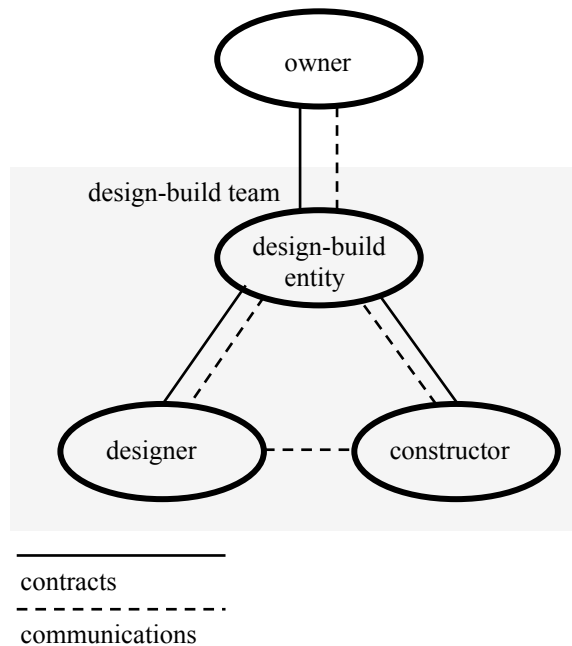 owner
design-build team
design-build
entity
designer
constructor
contracts
communications